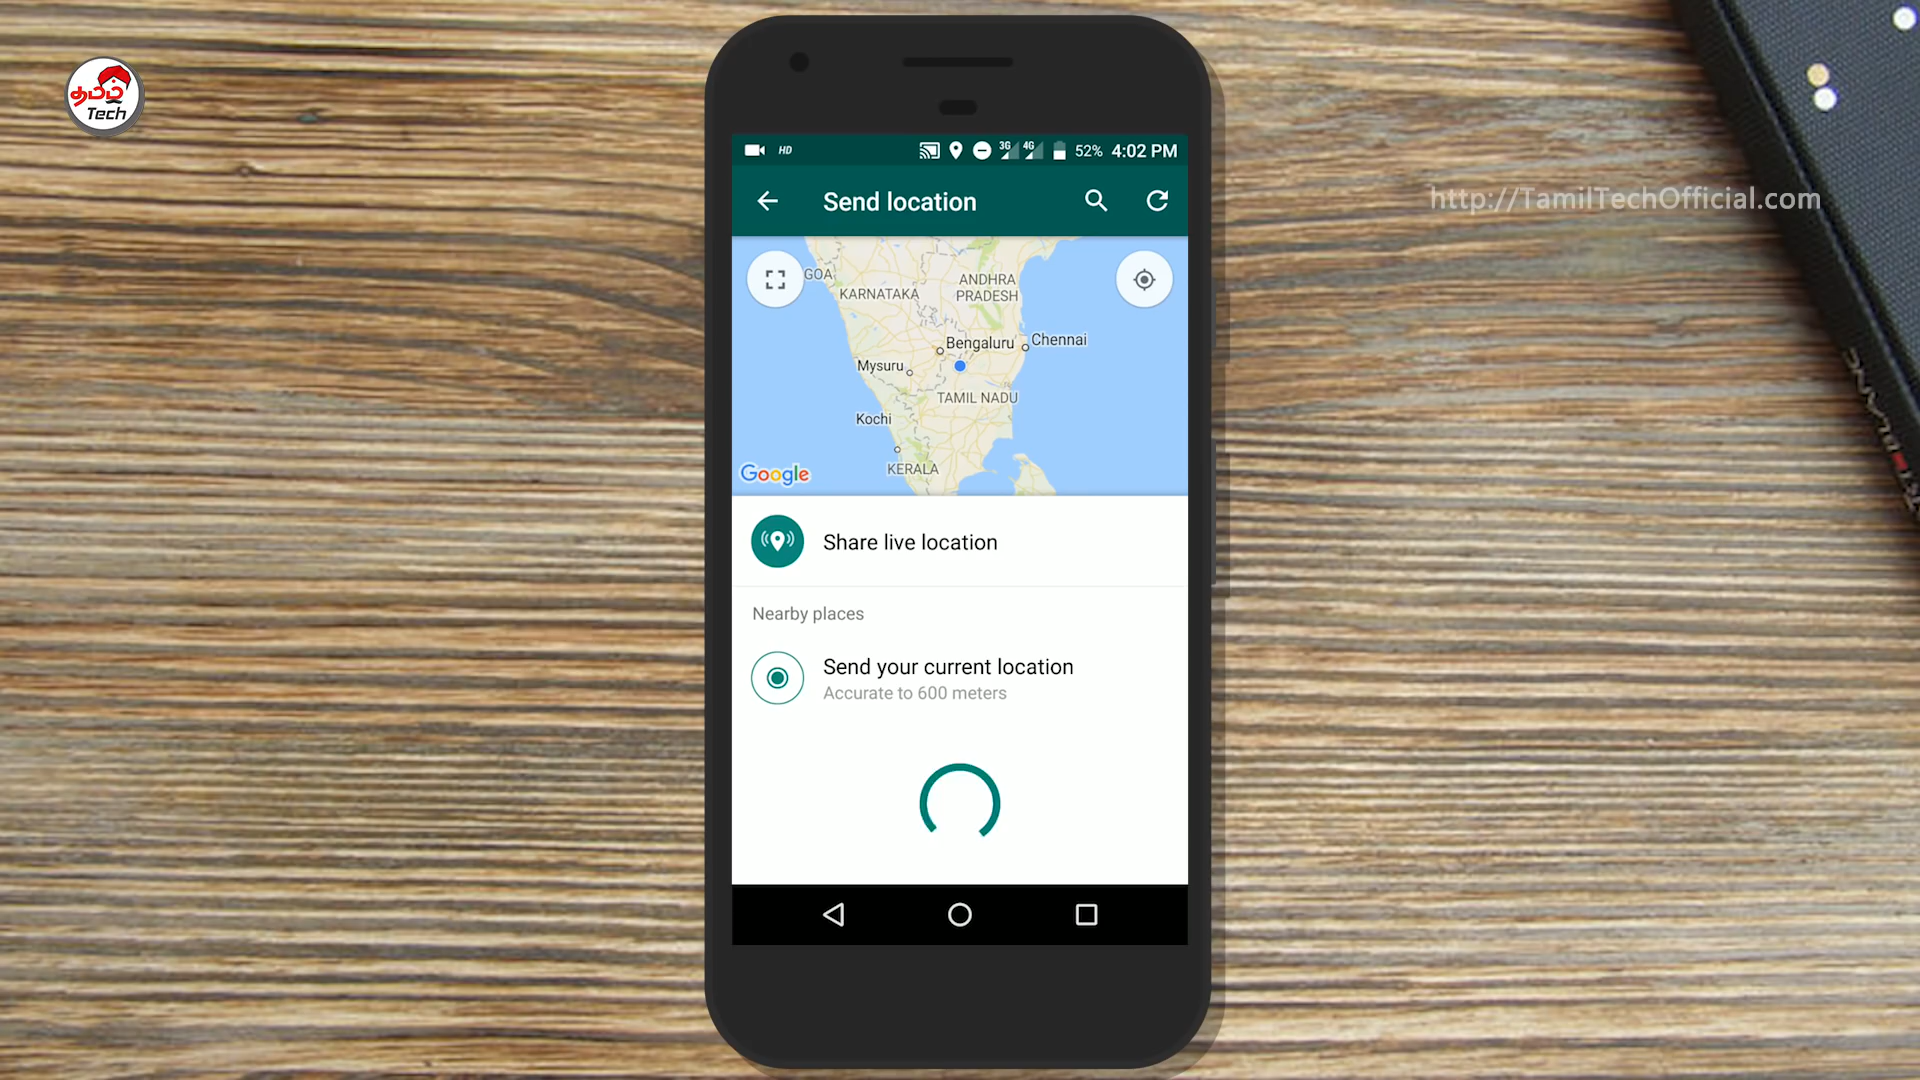 தமிழ்
Tech
http://TamilTechOfficial.com
HD
3G
4G
52%
4:02 PM
Send location
GOA
KARNATAKA
ANDHRA
PRADESH
Bengaluru
Chennai
Mysuru
TAMIL NADU
Kochi
KERALA
Google
Share live location
Nearby places
Send your current location
Accurate to 600 meters